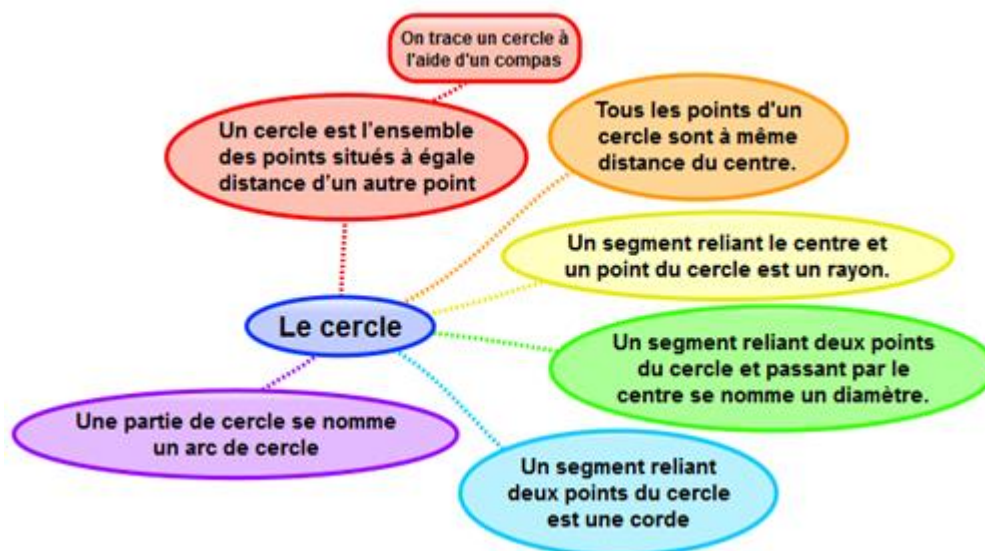 On trace un cercle à
l'aide d'un compas
Un cercle est l’ensemble
des points situés à égale
distance d’un autre point
Tous les points d’un
cercle sont à même
distance du centre.
Un segment reliant le centre et
un point du cercle est un rayon.
Le cercle
Un segment reliant deux points
du cercle et passant par le
centre se nomme un diamètre.
Une partie de cercle se nomme
un arc de cercle
Un segment reliant
deux points du cercle
est une corde